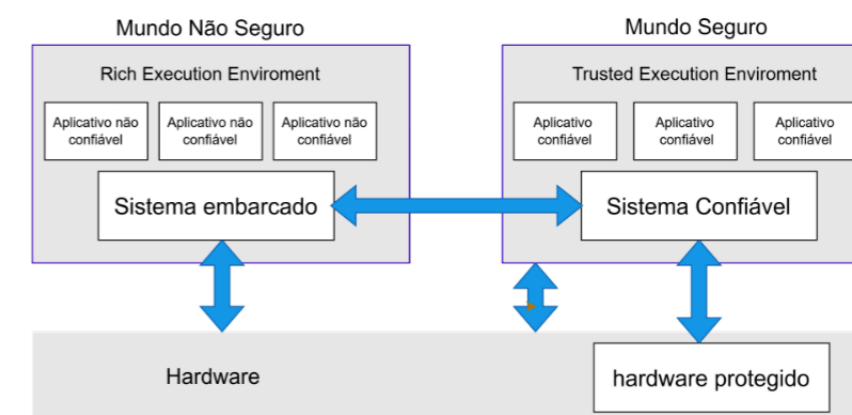 Mundo Não Seguro
Mundo Seguro
Rich Execution Enviroment
Trusted Execution Enviroment
Aplicativo não
confiável
Aplicativo não
confiável
Aplicativo não
confiável
Aplicativo
confiável
Aplicativo
confiável
Aplicativo
confiável
Sistema embarcado
Sistema Confiável
Hardware
hardware protegido